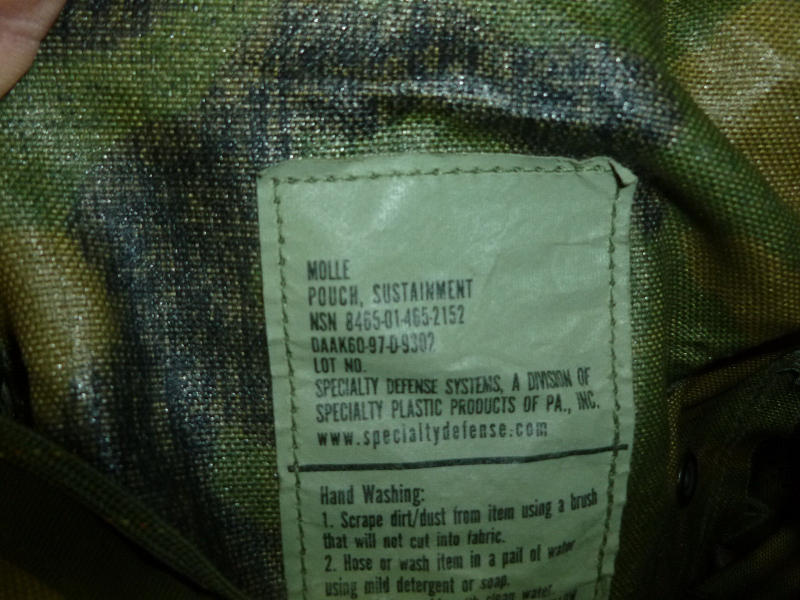 MOLLE
POUCH, SUSTAINMENT
NSN 8465-01-465-2152
DAAK60-97-D-9302
LOT NO.
SPECIALTY DEFENSE SYSTEMS, A DIVISION OF
SPECIALTY PLASTIC PRODUCTS OF PA., INC.
www.specialtydefense.com
Hand Washing:
1. Scrape dirt/dust from item using a brush
that will not cut into fabric.
2. Hose or wash item in a pail of water
using mild detergent or soap.
clean water.